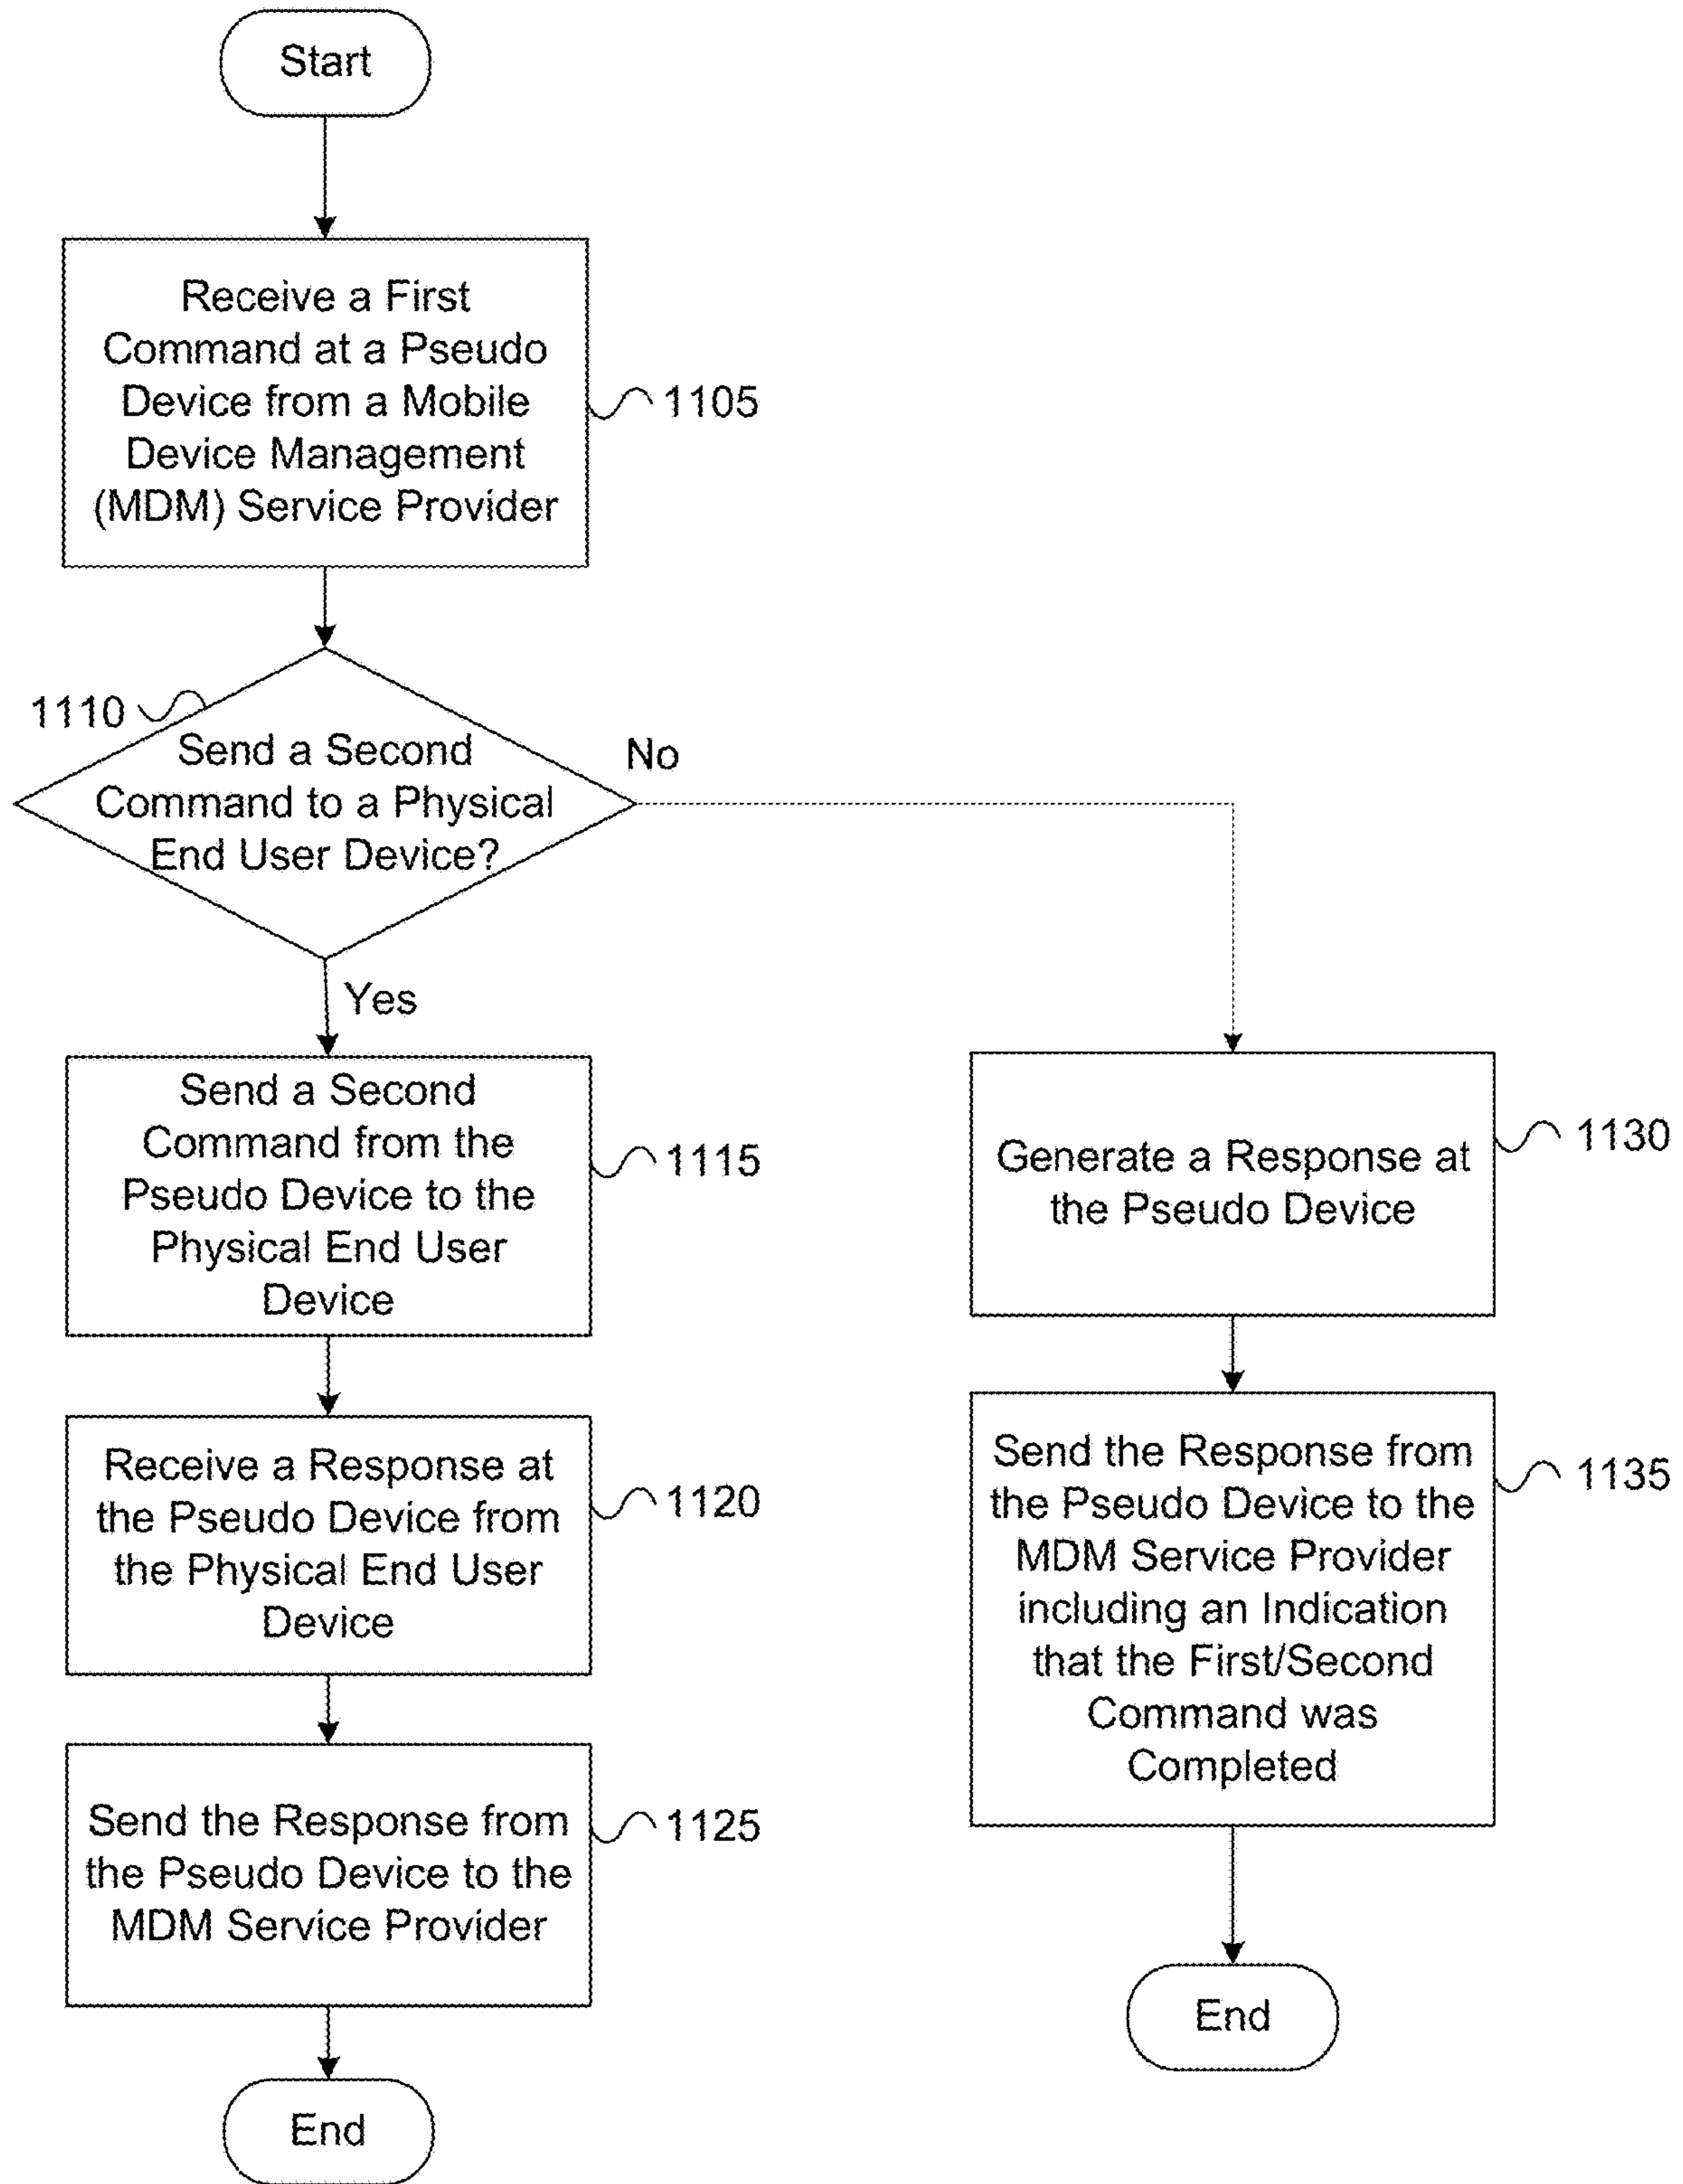 Start
Receive a First
Command at a Pseudo
Device from a Mobile
Device Management
(MDM) Service Provider
1105
1110
Send a Second
Command to a Physical
End User Device?
No
Yes
Send a Second
Command from the
Pseudo Device to the
Physical End User
Device
1115
Receive a Response at
the Pseudo Device from
the Physical End User
Device
1120
Send the Response from
the Pseudo Device to the
MDM Service Provider
1125
End
Generate a Response at
the Pseudo Device
1130
Send the Response from
the Pseudo Device to the
MDM Service Provider
including an Indication
that the First/Second
Command was
Completed
1135
End